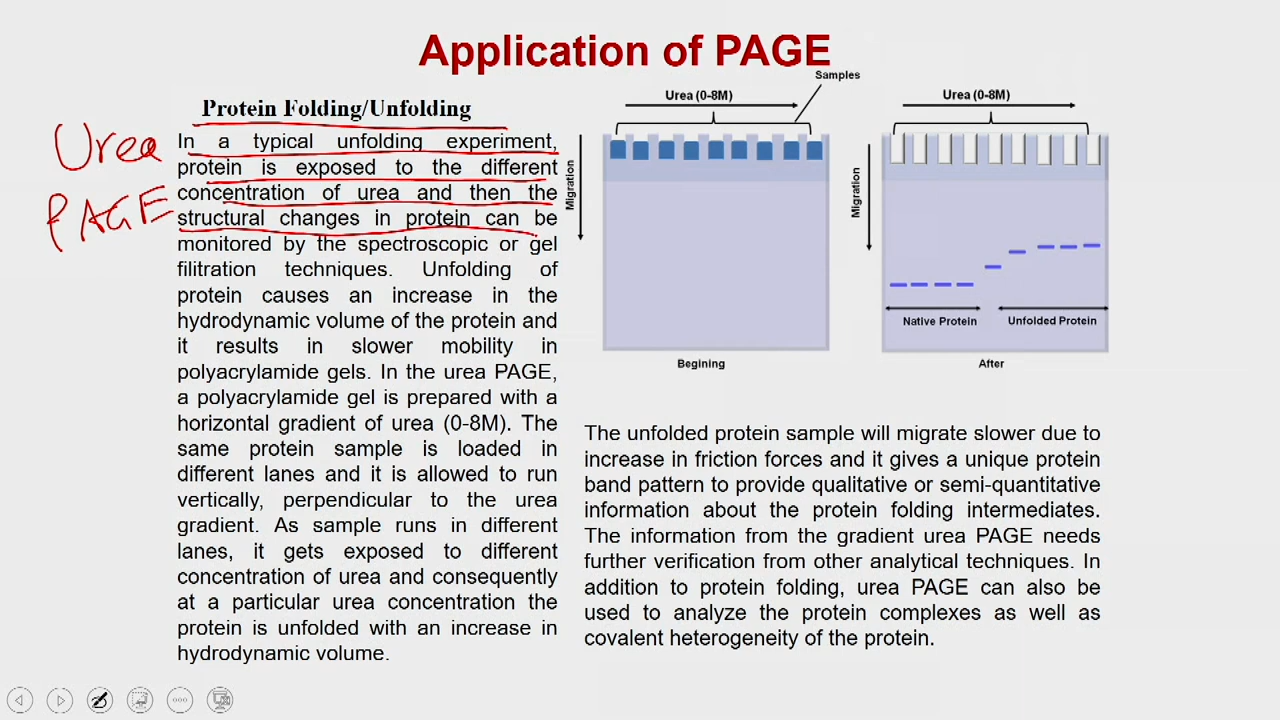 Application of PAGE
Protein Folding/Unfolding
Urea
PAGE
In a typical unfolding experiment,
protein is exposed to the different
concentration of urea and then the
structural changes in protein can be
monitored by the spectroscopic or gel
filitration techniques. Unfolding of
protein causes an increase in the
hydrodynamic volume of the protein and
it results in slower mobility in
polyacrylamide gels. In the urea PAGE,
a polyacrylamide gel is prepared with a
horizontal gradient of urea (0-8M). The
same protein sample is loaded in
different lanes and it is allowed to run
vertically, perpendicular to the urea
gradient. As sample runs in different
lanes, it gets exposed to different
concentration of urea and consequently
at a particular urea concentration the
protein is unfolded with an increase in
hydrodynamic volume.
Samples
Urea (0-8M)
Migration
Begining
Urea (0-8M)
Migration
Native Protein
Unfolded Protein
After
The unfolded protein sample will migrate slower due to
increase in friction forces and it gives a unique protein
band pattern to provide qualitative or semi-quantitative
information about the protein folding intermediates.
The information from the gradient urea PAGE needs
further verification from other analytical techniques. In
addition to protein folding, urea PAGE can also be
used to analyze the protein complexes as well as
covalent heterogeneity of the protein.